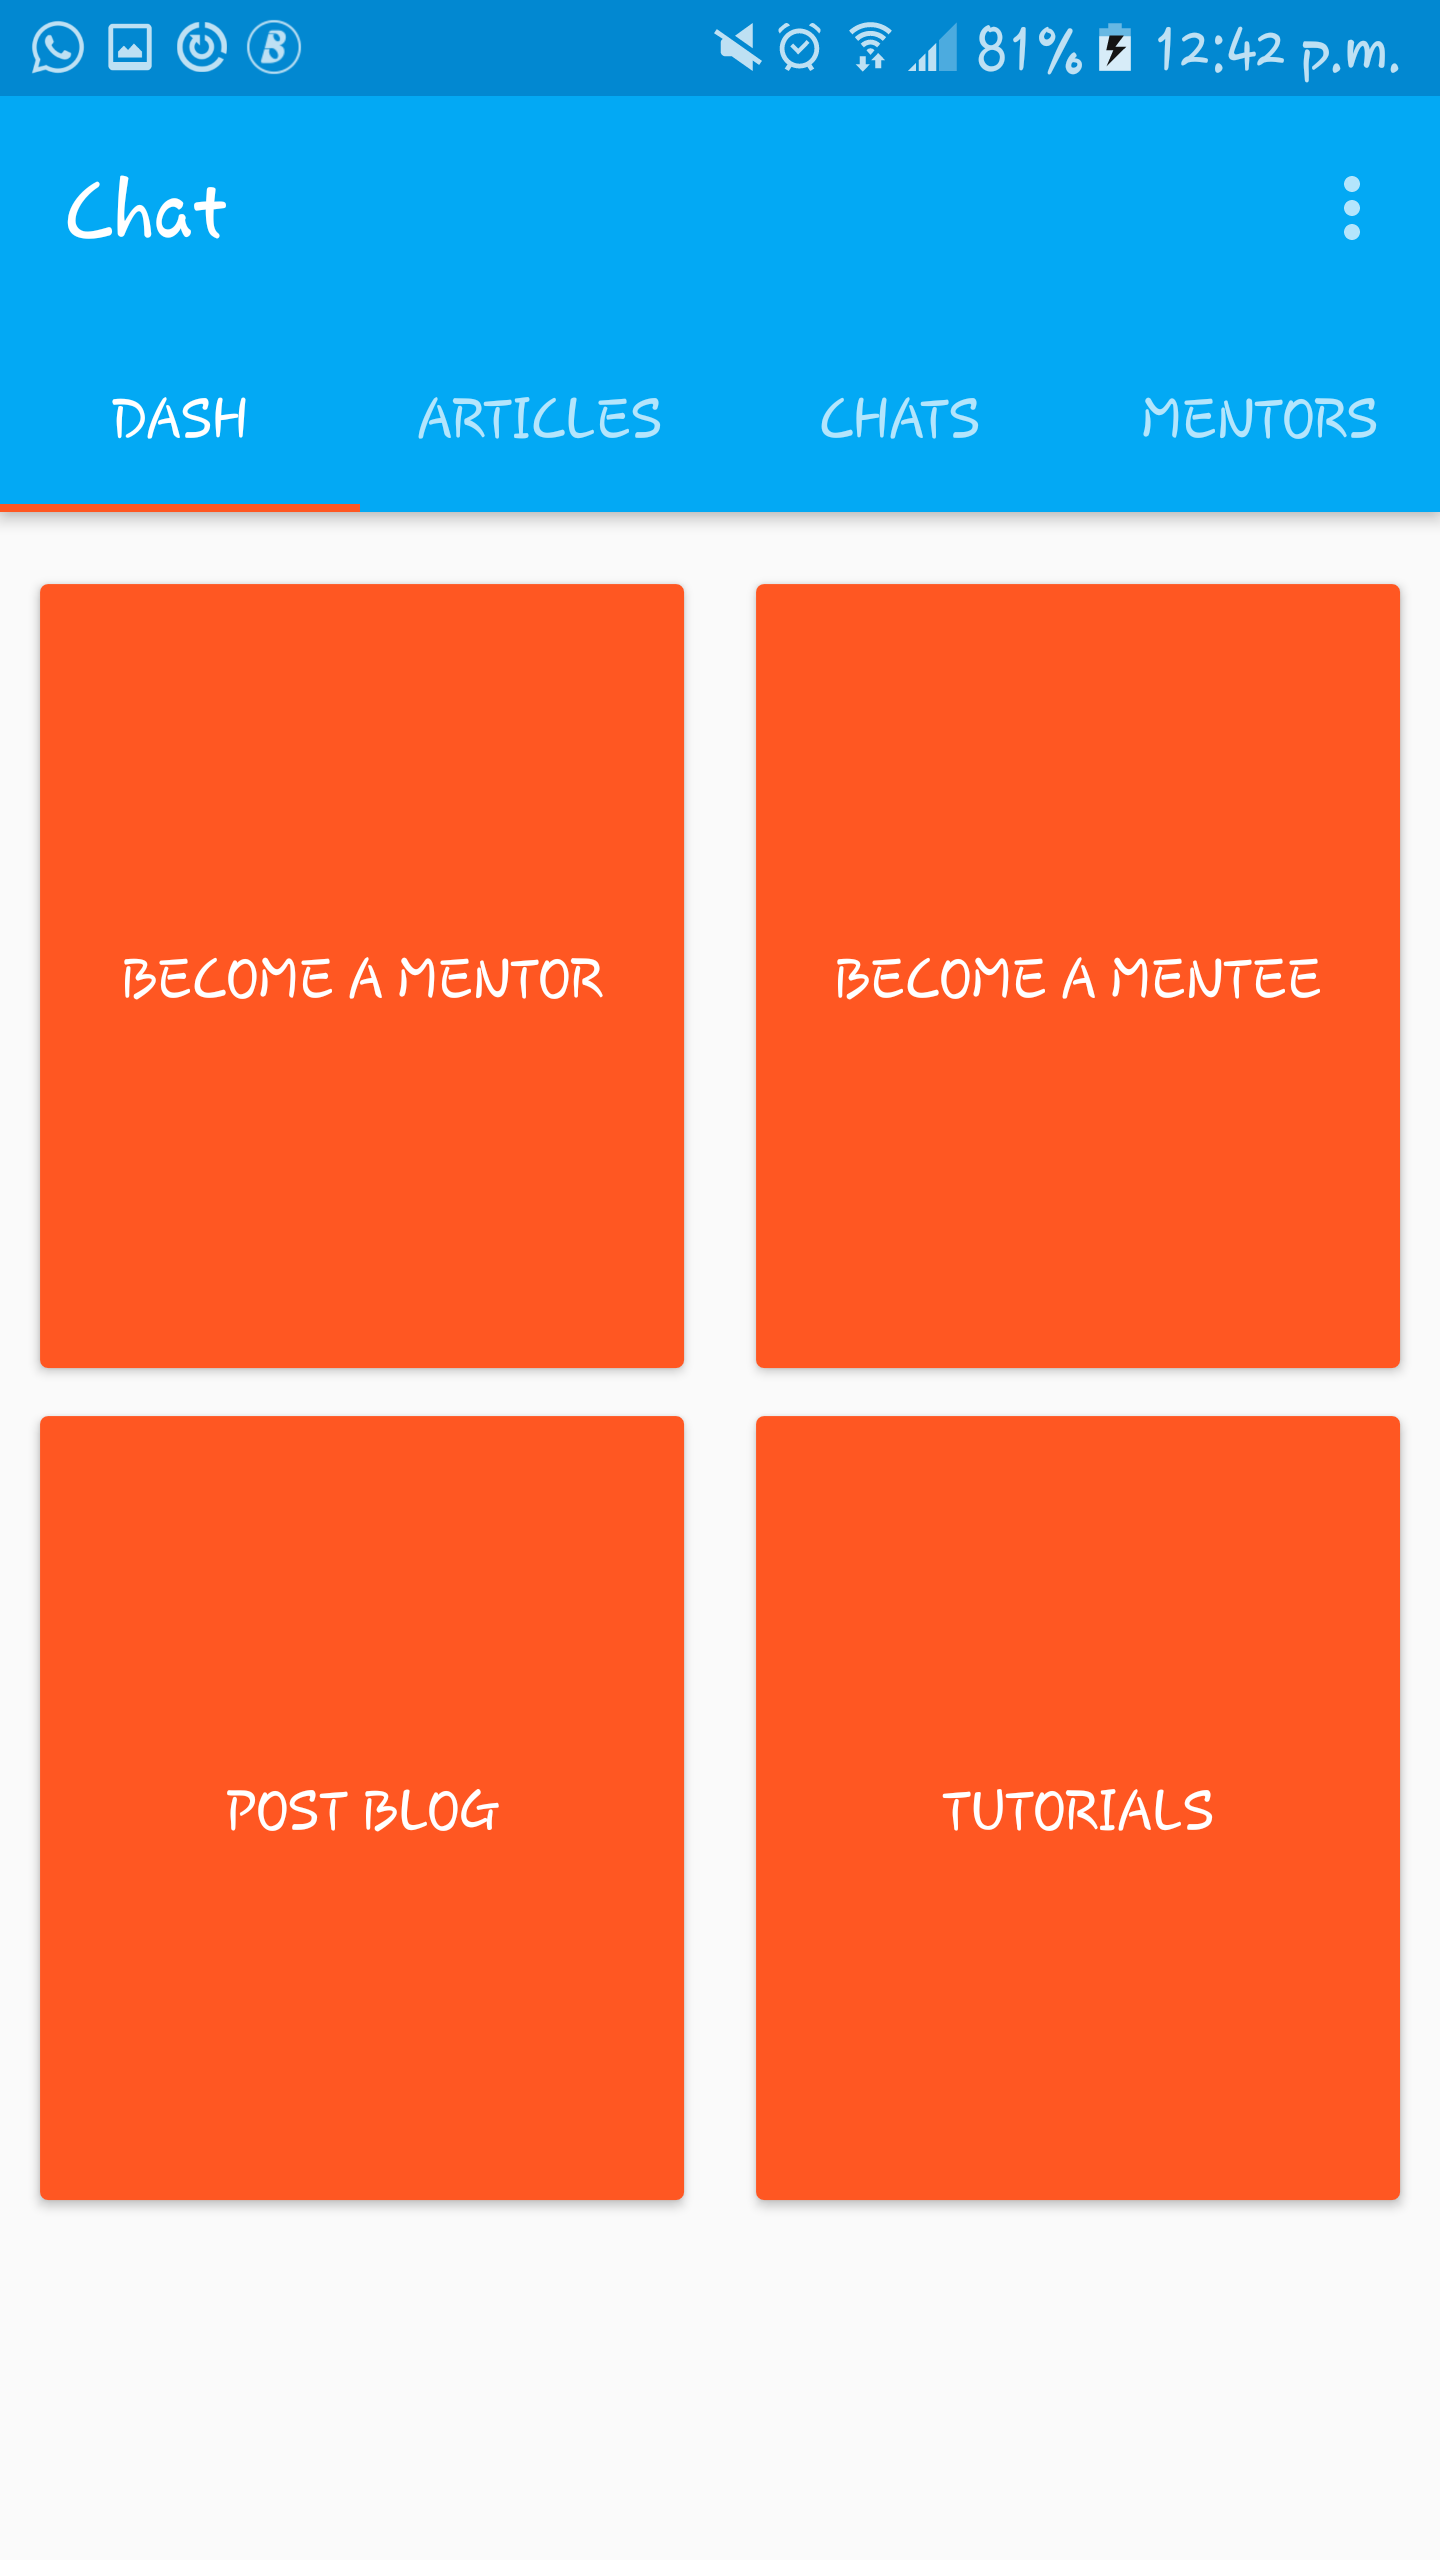 81% 12:42 p.m.
Chat
DASH ARTICLES CHATS MENTORS
BECOME A MENTOR BECOME A MENTEE
POST BLOG TUTORIALS